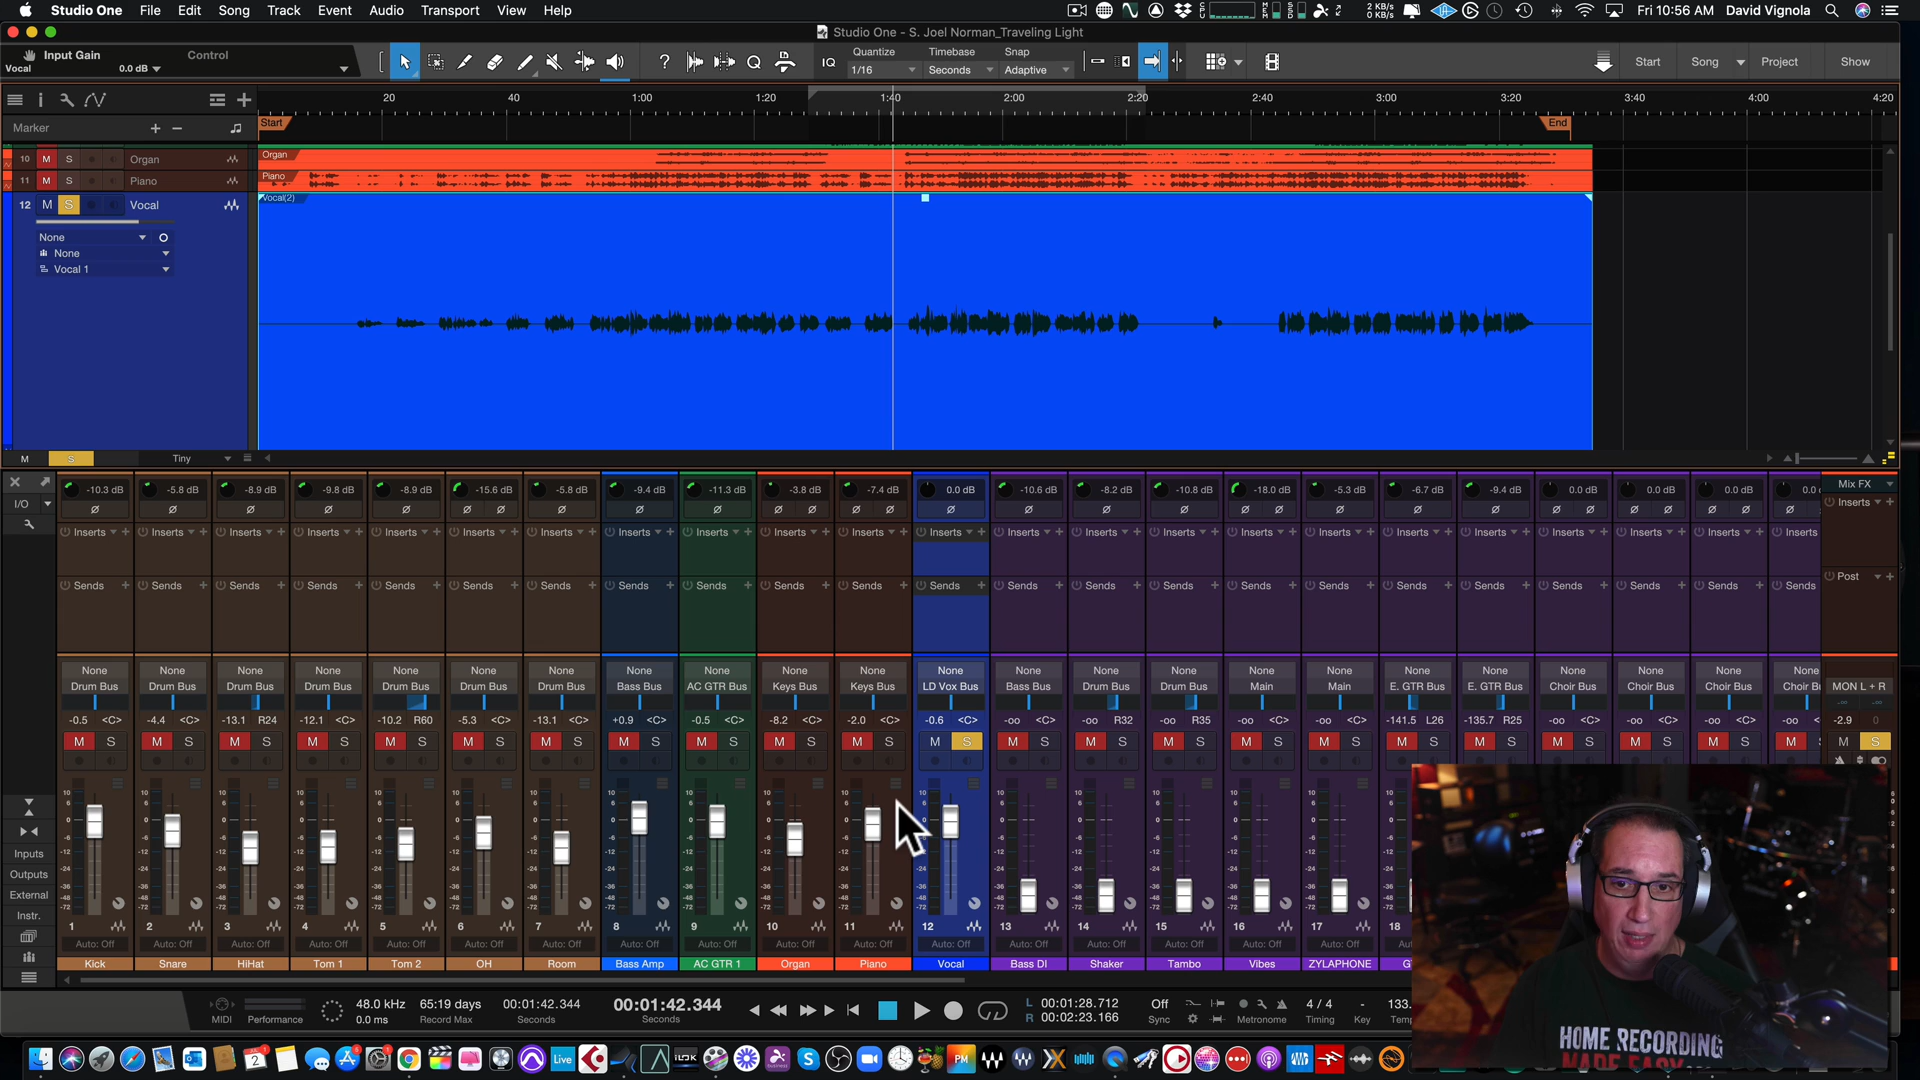 Studio One File Edit Song Track Event Audio Transport View Help
2 KB/s
0 KB/s
Fri 10:56 AM David Vignola
Studio One - S. Joel Norman_Traveling Light
Input Gain Control
Vocal 0.0 dB
Quantize Timebase Snap
IQ 1/16 Seconds Adaptive
Start Song Project Show
20 40 1:00 1:20 1:40 2:00 2:20 2:40 3:00 3:20 3:40 4:00 4:20
Marker + −
Start End
10 M S Organ
Organ
11 M S Piano
Piano
12 M S Vocal
Vocal(2)
None
None
Vocal 1
M S Tiny
-10.3 dB -5.8 dB -8.9 dB -9.8 dB -8.9 dB -15.6 dB -5.8 dB -9.4 dB -11.3 dB -3.8 dB -7.4 dB 0.0 dB -10.6 dB -8.2 dB -10.8 dB -18.0 dB -5.3 dB -6.7 dB -9.4 dB 0.0 dB 0.0 dB 0.0 dB
Mix FX
I/O
Inserts Inserts Inserts Inserts Inserts Inserts Inserts Inserts Inserts Inserts Inserts Inserts Inserts Inserts Inserts Inserts Inserts Inserts Inserts Inserts Inserts Inserts Inserts Inserts
Sends Sends Sends Sends Sends Sends Sends Sends Sends Sends Sends Sends Sends Sends Sends Sends Sends Sends Sends Sends Sends Sends Sends Post
None None None None None None None None None None None None None None None None None None None None None None None
Drum Bus Drum Bus Drum Bus Drum Bus Drum Bus Drum Bus Drum Bus Bass Bus AC GTR Bus Keys Bus Keys Bus LD Vox Bus Bass Bus Drum Bus Drum Bus Main Main E. GTR Bus E. GTR Bus Choir Bus Choir Bus Choir Bus Choir B MON L + R
-0.5 <C> -4.4 <C> -13.1 R24 -12.1 <C> -10.2 R60 -5.3 <C> -13.1 <C> +0.9 <C> -0.5 <C> -8.2 <C> -2.0 <C> -0.6 <C> -oo <C> -oo R32 -oo R35 -oo <C> -oo <C> -141.5 L26 -135.7 R25 -oo <C> -oo <C> -oo <C> -oo <C> -2.9 0
M S M S M S M S M S M S M S M S M S M S M S M S M S M S M S M S M S M S M S M S M S M S M M S
Inputs
Outputs
External
Instr.
1 2 3 4 5 6 7 8 9 10 11 12 13 14 15 16 17 18
Auto: Off Auto: Off Auto: Off Auto: Off Auto: Off Auto: Off Auto: Off Auto: Off Auto: Off Auto: Off Auto: Off Auto: Off Auto: Off Auto: Off Auto: Off Auto: Off Auto: Off
Kick Snare HiHat Tom 1 Tom 2 OH Room Bass Amp AC GTR 1 Organ Piano Vocal Bass DI Shaker Tambo Vibes ZYLAPHONE
MIDI Performance
48.0 kHz
0.0 ms
65:19 days
Record Max
00:01:42.344
Seconds
00:01:42.344
Seconds
L 00:01:28.712
R 00:02:23.166
Off
Sync
Metronome
4 / 4
Timing
-
Key
133.
HOME RECORDING
MADE EASY
2
Live
PM